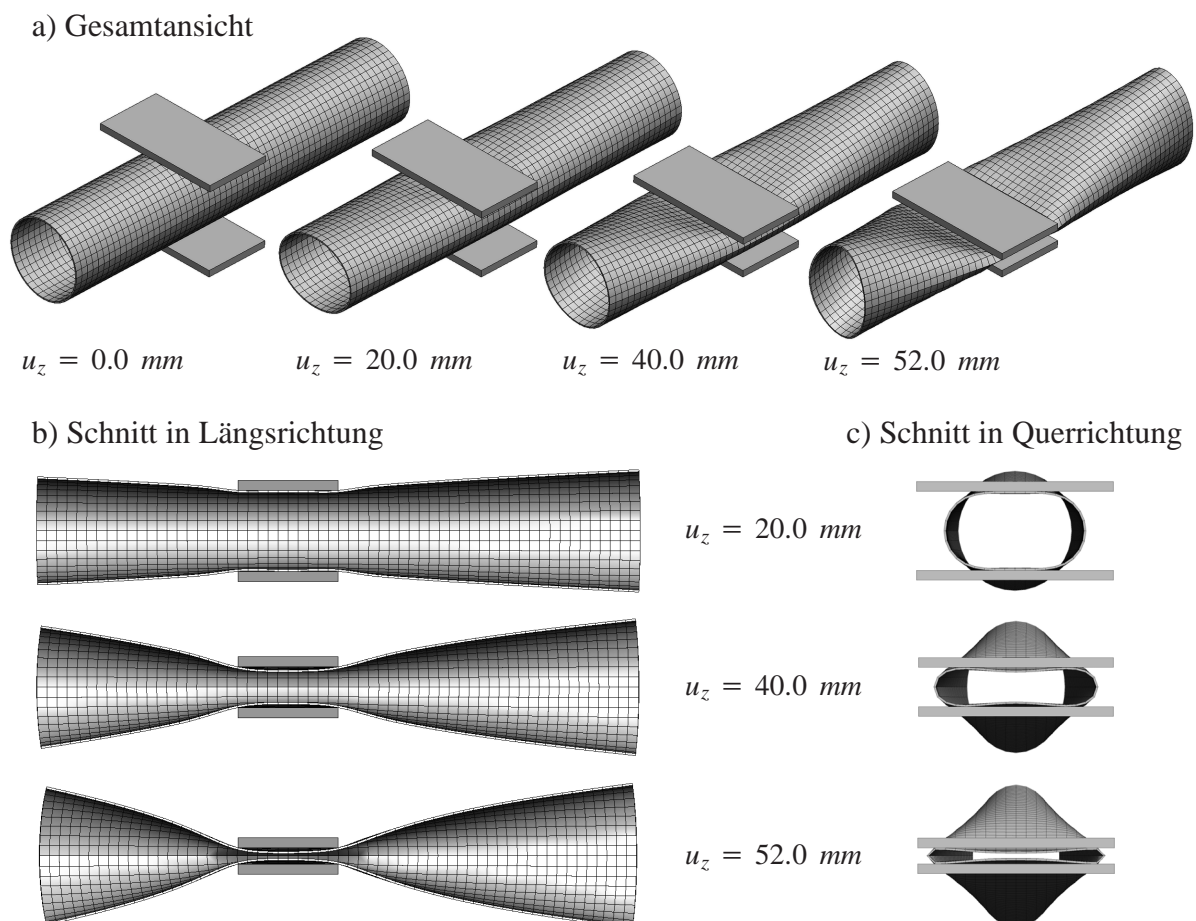 a) Gesamtansicht
u_z = 0.0 mm
u_z = 20.0 mm
u_z = 40.0 mm
u_z = 52.0 mm
b) Schnitt in Längsrichtung
c) Schnitt in Querrichtung
u_z = 20.0 mm
u_z = 40.0 mm
u_z = 52.0 mm